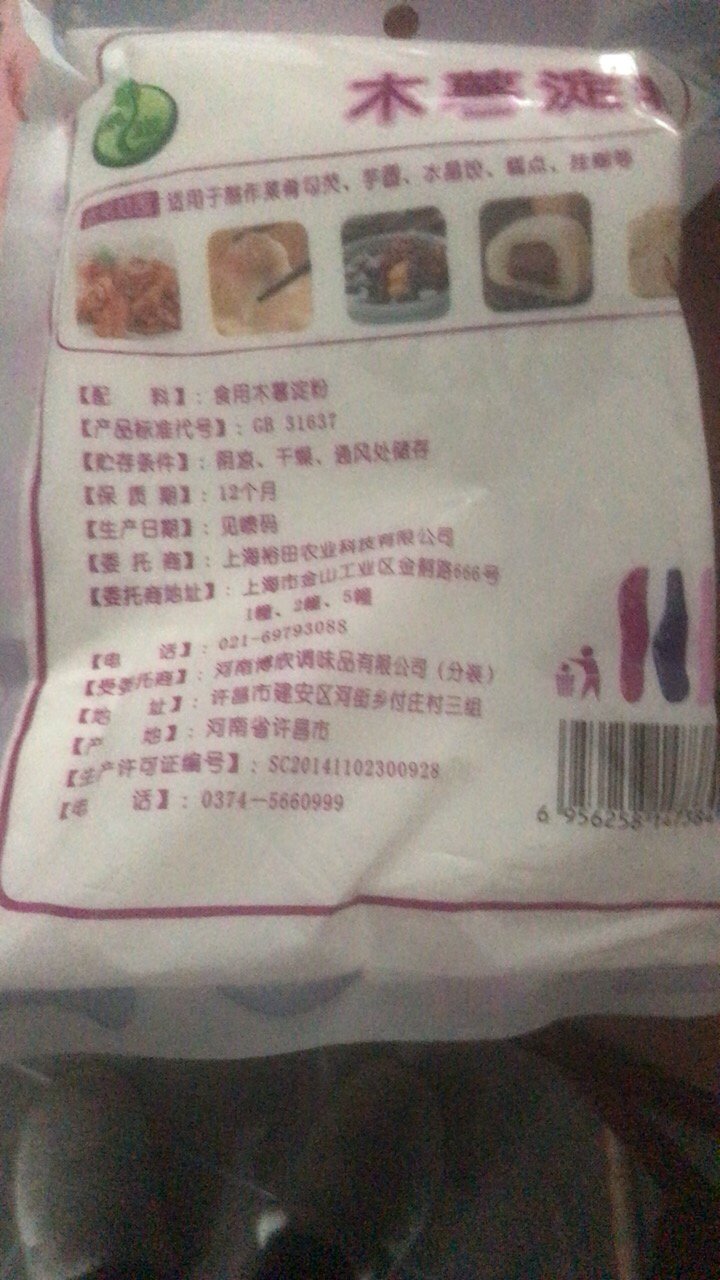 木薯淀
适用于制作菜肴勾芡、芋圆、水晶饺、糕点、
【配 料】：食用木薯淀粉
【产品标准代号】：GB 31637
【贮存条件】：阴凉、干燥、通风处储存
【保 质 期】：12个月
【生产日期】：见喷码
【委 托 商】：上海裕田农业科技有限公司
【委托商地址】：上海市金山工业区金舸路666号
1幢、2幢、5幢
【电 话】：021-69793088
【受委托商】：河南博欣调味品有限公司（分装）
【地 址】：许昌市建安区河街乡付庄村三组
【产 地】：河南省许昌市
【生产许可证编号】：SC20141102300928
【电 话】：0374-5660999
6 956258